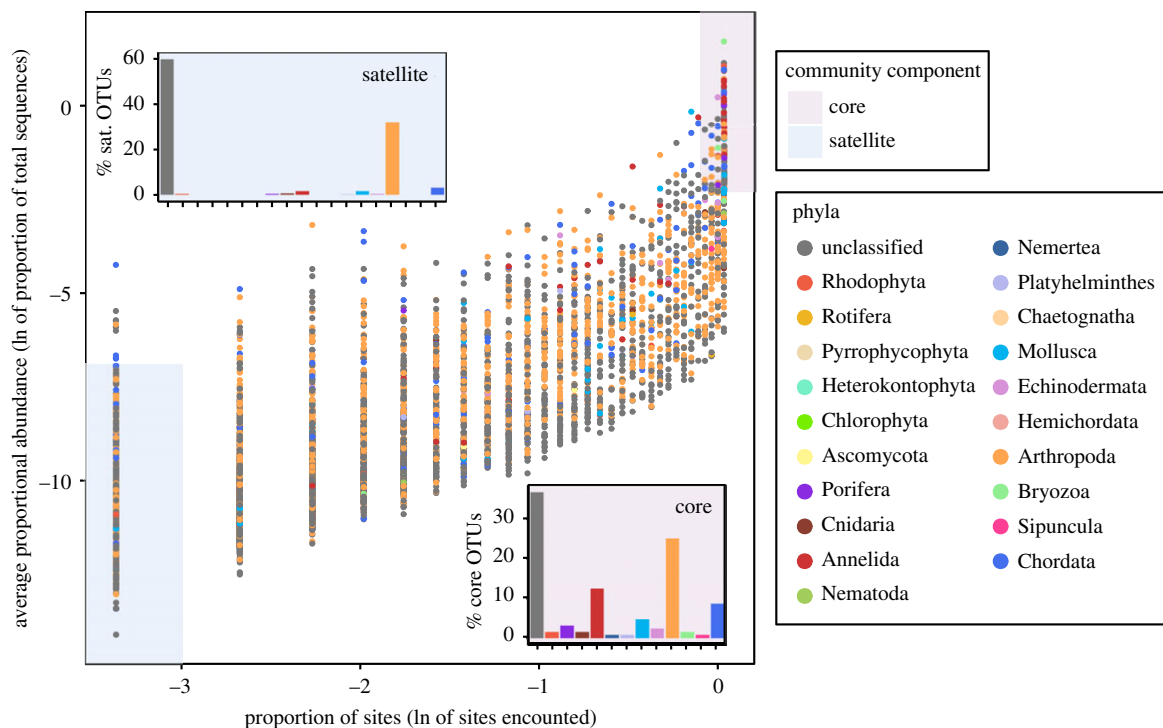 average proportional abundance (ln of proportion of total sequences)
0
−5
−10
−3
−2
−1
0
proportion of sites (ln of sites encounted)
satellite
% sat. OTUs
60
40
20
0
core
% core OTUs
30
20
10
0
community component
core
satellite
phyla
unclassified
Rhodophyta
Rotifera
Pyrrophycophyta
Heterokontophyta
Chlorophyta
Ascomycota
Porifera
Cnidaria
Annelida
Nematoda
Nemertea
Platyhelminthes
Chaetognatha
Mollusca
Echinodermata
Hemichordata
Arthropoda
Bryozoa
Sipuncula
Chordata